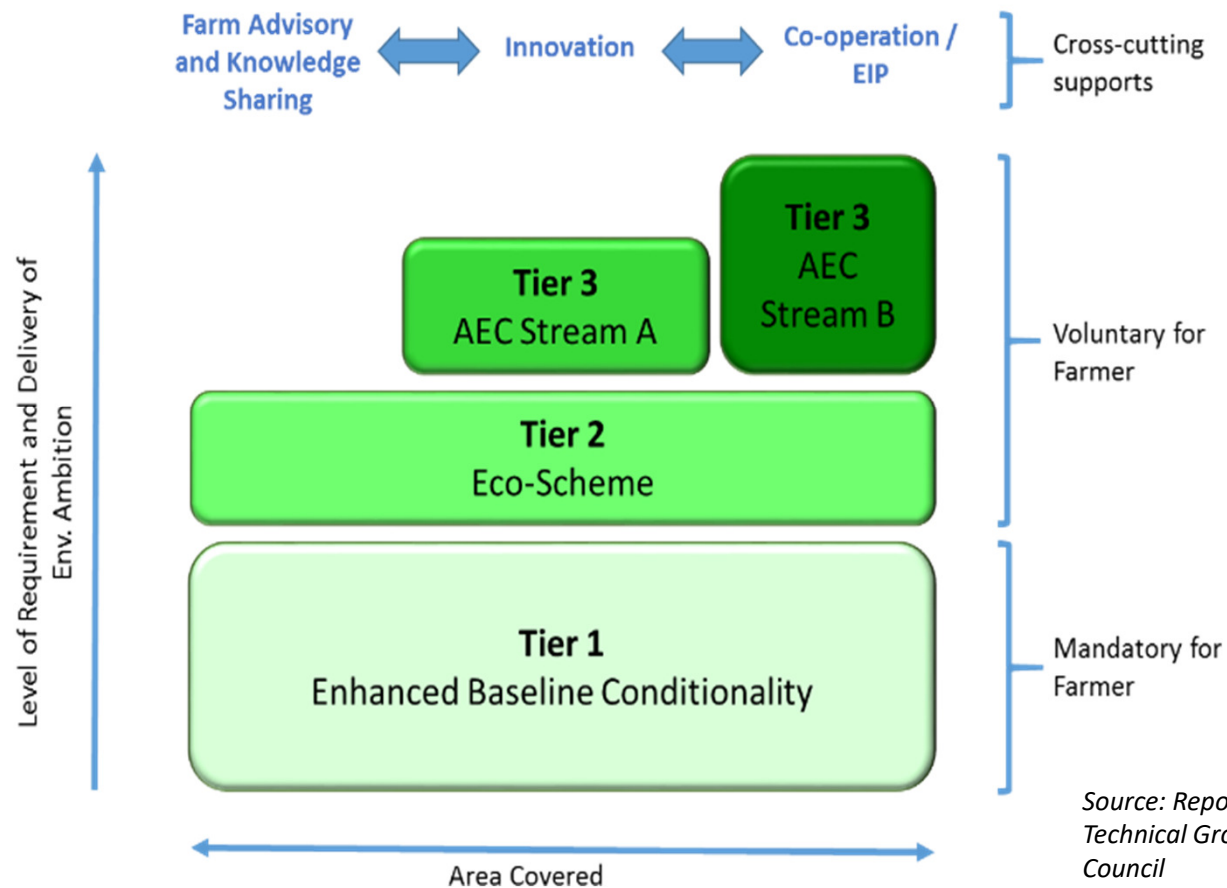 Farm Advisory
and Knowledge
Sharing
Innovation
Co-operation /
EIP
Cross-cutting
supports
Level of Requirement and Delivery of
Env. Ambition
Tier 3
AEC Stream A
Tier 3
AEC
Stream B
Voluntary for
Farmer
Tier 2
Eco-Scheme
Tier 1
Enhanced Baseline Conditionality
Mandatory for
Farmer
Area Covered
Source: Repo
Technical Gro
Council